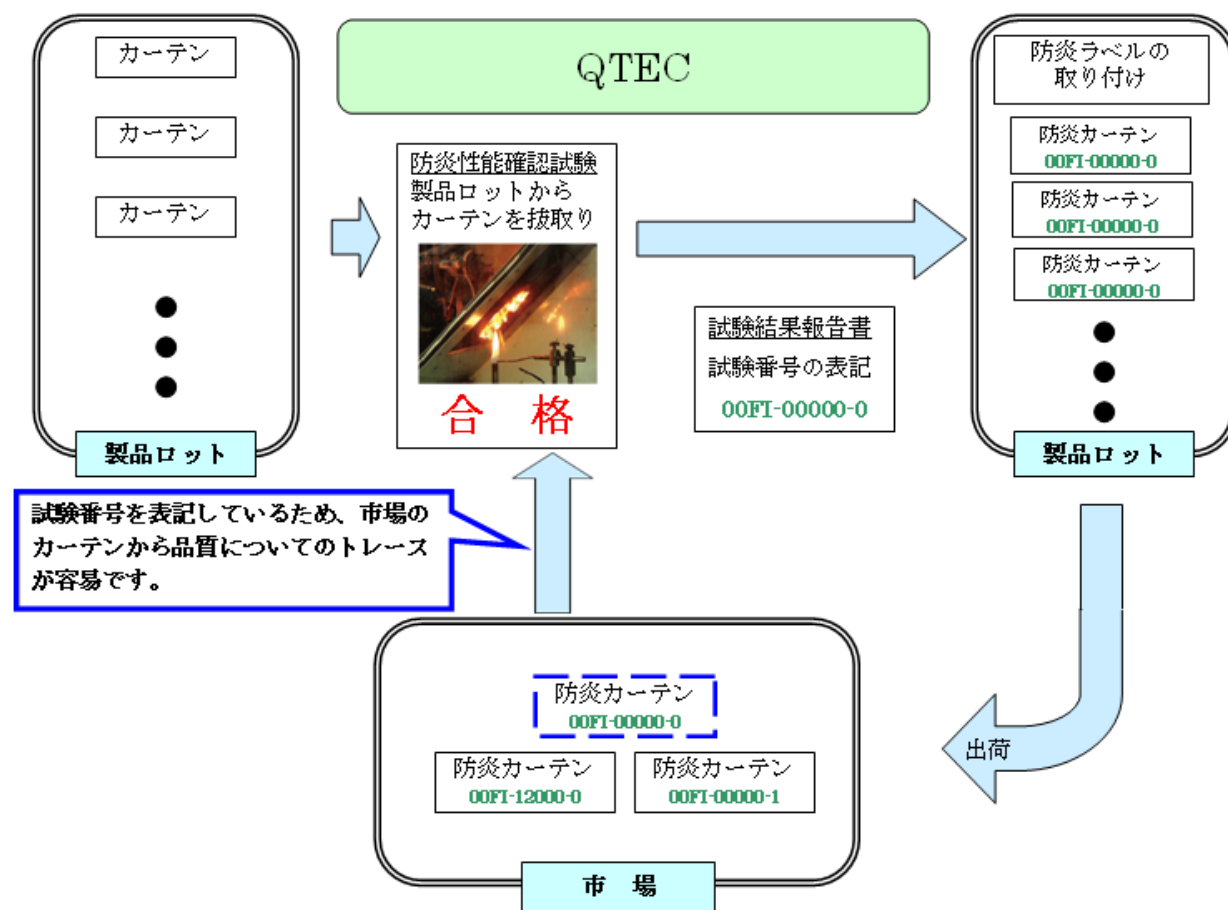 カーテン
カーテン
カーテン
製品ロット
QTEC
防炎性能確認試験
製品ロットから
カーテンを抜取り
合　格
試験結果報告書
試験番号の表記
00FI-00000-0
防炎ラベルの
取り付け
防炎カーテン
00FI-00000-0
防炎カーテン
00FI-00000-0
防炎カーテン
00FI-00000-0
製品ロット
試験番号を表記しているため、市場の
カーテンから品質についてのトレース
が容易です。
出荷
防炎カーテン
00FI-00000-0
防炎カーテン
00FI-12000-0
防炎カーテン
00FI-00000-1
市　場